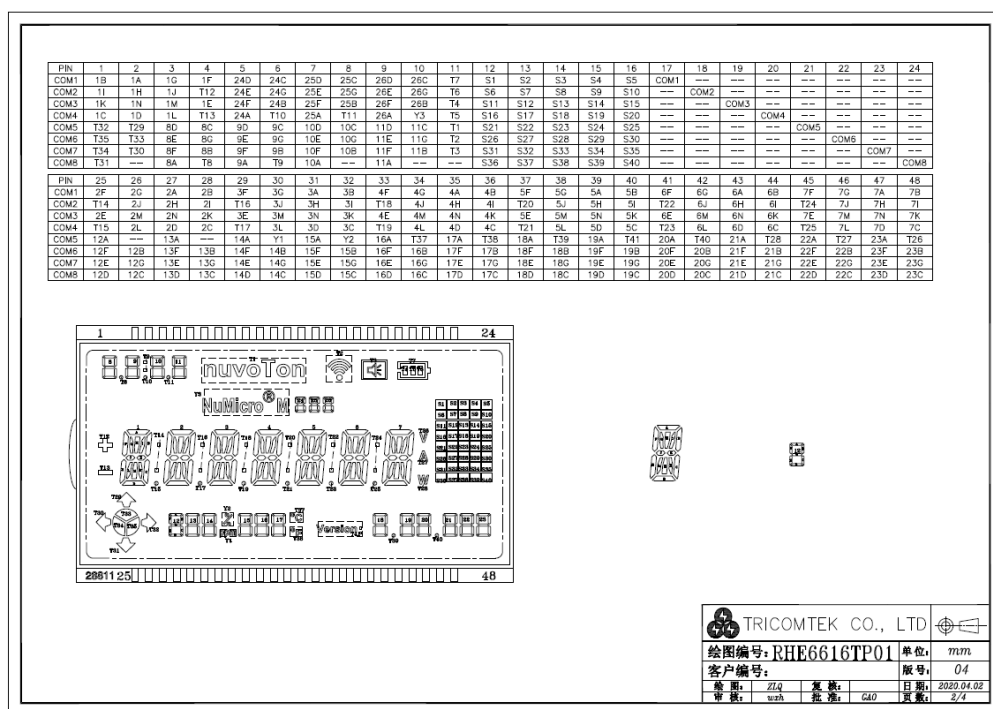 PIN 1 2 3 4 5 6 7 8 9 10 11 12 13 14 15 16 17 18 19 20 21 22 23 24
COM1 1B 1A 1G 1F 24D 24C 25D 25C 26D 26C T7 S1 S2 S3 S4 S5 COM1 -- -- -- -- -- -- --
COM2 1I 1H 1J T12 24E 24G 25E 25G 26E 26G T6 S6 S7 S8 S9 S10 -- COM2 -- -- -- -- -- --
COM3 1K 1N 1M 1E 24F 24B 25F 25B 26F 26B T4 S11 S12 S13 S14 S15 -- -- COM3 -- -- -- -- --
COM4 1C 1D 1L T13 24A T10 25A T11 26A Y3 T5 S16 S17 S18 S19 S20 -- -- -- COM4 -- -- -- --
COM5 T32 T29 8D 8C 9D 9C 10D 10C 11D 11C T1 S21 S22 S23 S24 S25 -- -- -- -- COM5 -- -- --
COM6 T35 T33 8E 8G 9E 9G 10E 10G 11E 11G T2 S26 S27 S28 S29 S30 -- -- -- -- -- COM6 -- --
COM7 T34 T30 8F 8B 9F 9B 10F 10B 11F 11B T3 S31 S32 S33 S34 S35 -- -- -- -- -- -- COM7 --
COM8 T31 -- 8A T8 9A T9 10A -- 11A -- -- S36 S37 S38 S39 S40 -- -- -- -- -- -- -- COM8
PIN 25 26 27 28 29 30 31 32 33 34 35 36 37 38 39 40 41 42 43 44 45 46 47 48
COM1 2F 2G 2A 2B 3F 3G 3A 3B 4F 4G 4A 4B 5F 5G 5A 5B 6F 6G 6A 6B 7F 7G 7A 7B
COM2 T14 2J 2H 2I T16 3J 3H 3I T18 4J 4H 4I T20 5J 5H 5I T22 6J 6H 6I T24 7J 7H 7I
COM3 2E 2M 2N 2K 3E 3M 3N 3K 4E 4M 4N 4K 5E 5M 5N 5K 6E 6M 6N 6K 7E 7M 7N 7K
COM4 T15 2L 2D 2C T17 3L 3D 3C T19 4L 4D 4C T21 5L 5D 5C T23 6L 6D 6C T25 7L 7D 7C
COM5 12A -- 13A -- 14A Y1 15A Y2 16A T37 17A T38 18A T39 19A T41 20A T40 21A T28 22A T27 23A T26
COM6 12F 12B 13F 13B 14F 14B 15F 15B 16F 16B 17F 17B 18F 18B 19F 19B 20F 20B 21F 21B 22F 22B 23F 23B
COM7 12E 12G 13E 13G 14E 14G 15E 15G 16E 16G 17E 17G 18E 18G 19E 19G 20E 20G 21E 21G 22E 22G 23E 23G
COM8 12D 12C 13D 13C 14D 14C 15D 15C 16D 16C 17D 17C 18D 18C 19D 19C 20D 20C 21D 21C 22D 22C 23D 23C
1 24
nuvoTon
NuMicro® M
V
A
W
Version
28611 25 48
TRICOMTEK CO., LTD
绘图编号: RHE6616TP01 单位: mm
客户编号: 版号: 04
绘图: ZLQ 复核: 日期: 2020.04.02
审核: wzh 批准: GAO 页数: 2/4